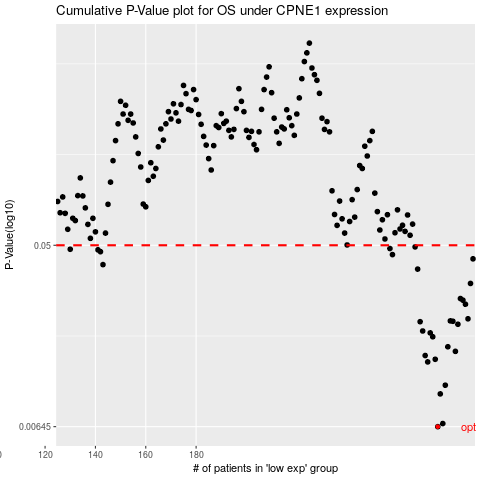 Cumulative P-Value plot for OS under CPNE1 expression
P-Value(log10)
0.05
0.00645
opt
0 120 140 160 180
# of patients in 'low exp' group